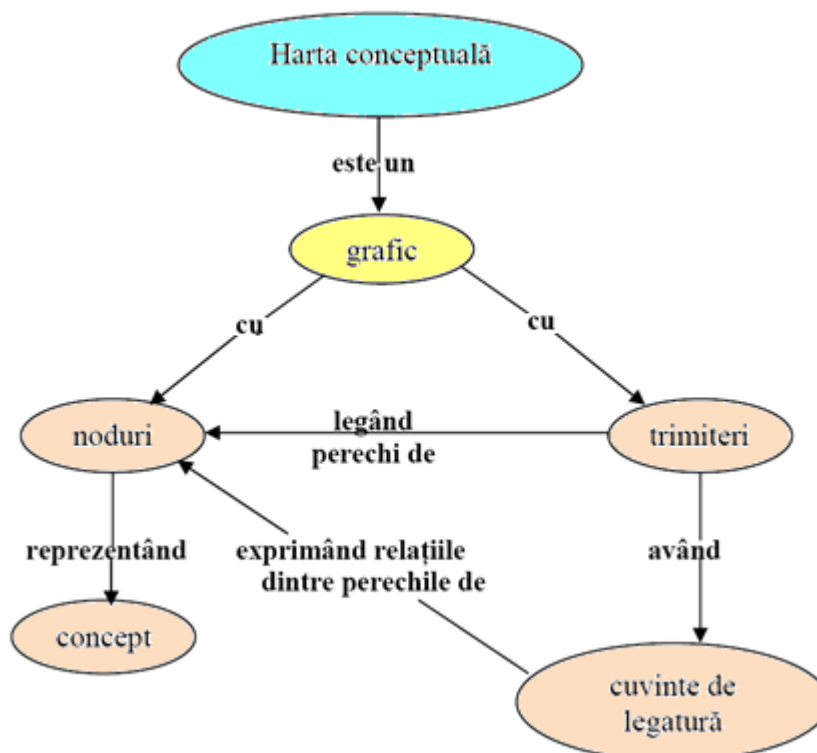 Harta conceptuală
este un
grafic
cu
cu
noduri
legând
perechi de
trimiteri
reprezentând
exprimând relațiile
dintre perechile de
având
concept
cuvinte de
legatură